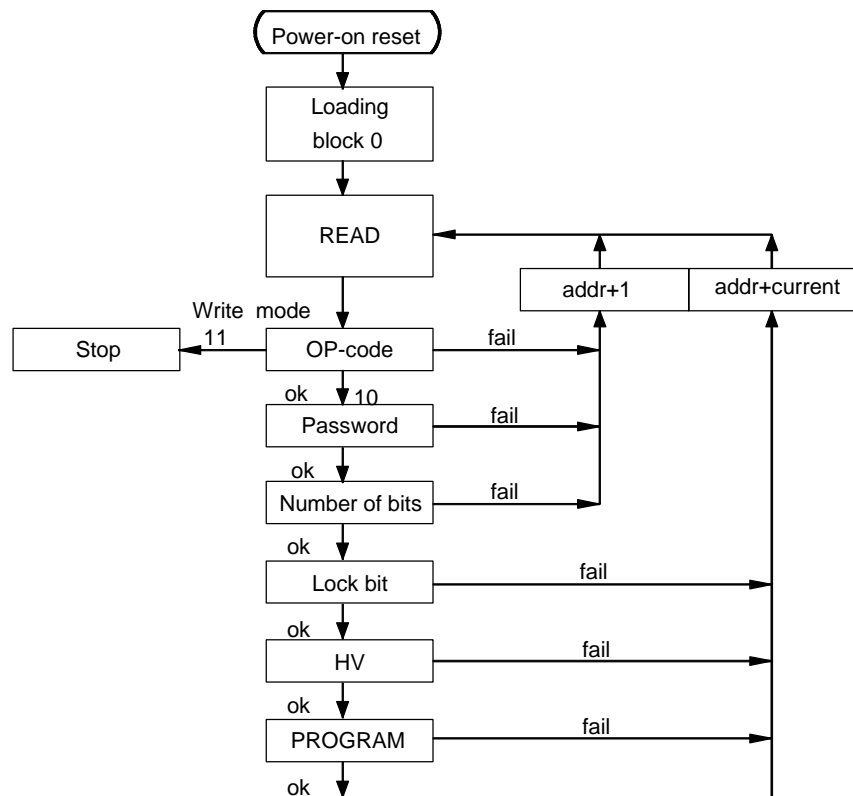 Power-on reset
Loading
block 0
READ
addr+1
addr+current
Write mode
11
Stop
OP-code
fail
ok
10
Password
fail
ok
Number of bits
fail
ok
Lock bit
fail
ok
HV
fail
ok
PROGRAM
fail
ok